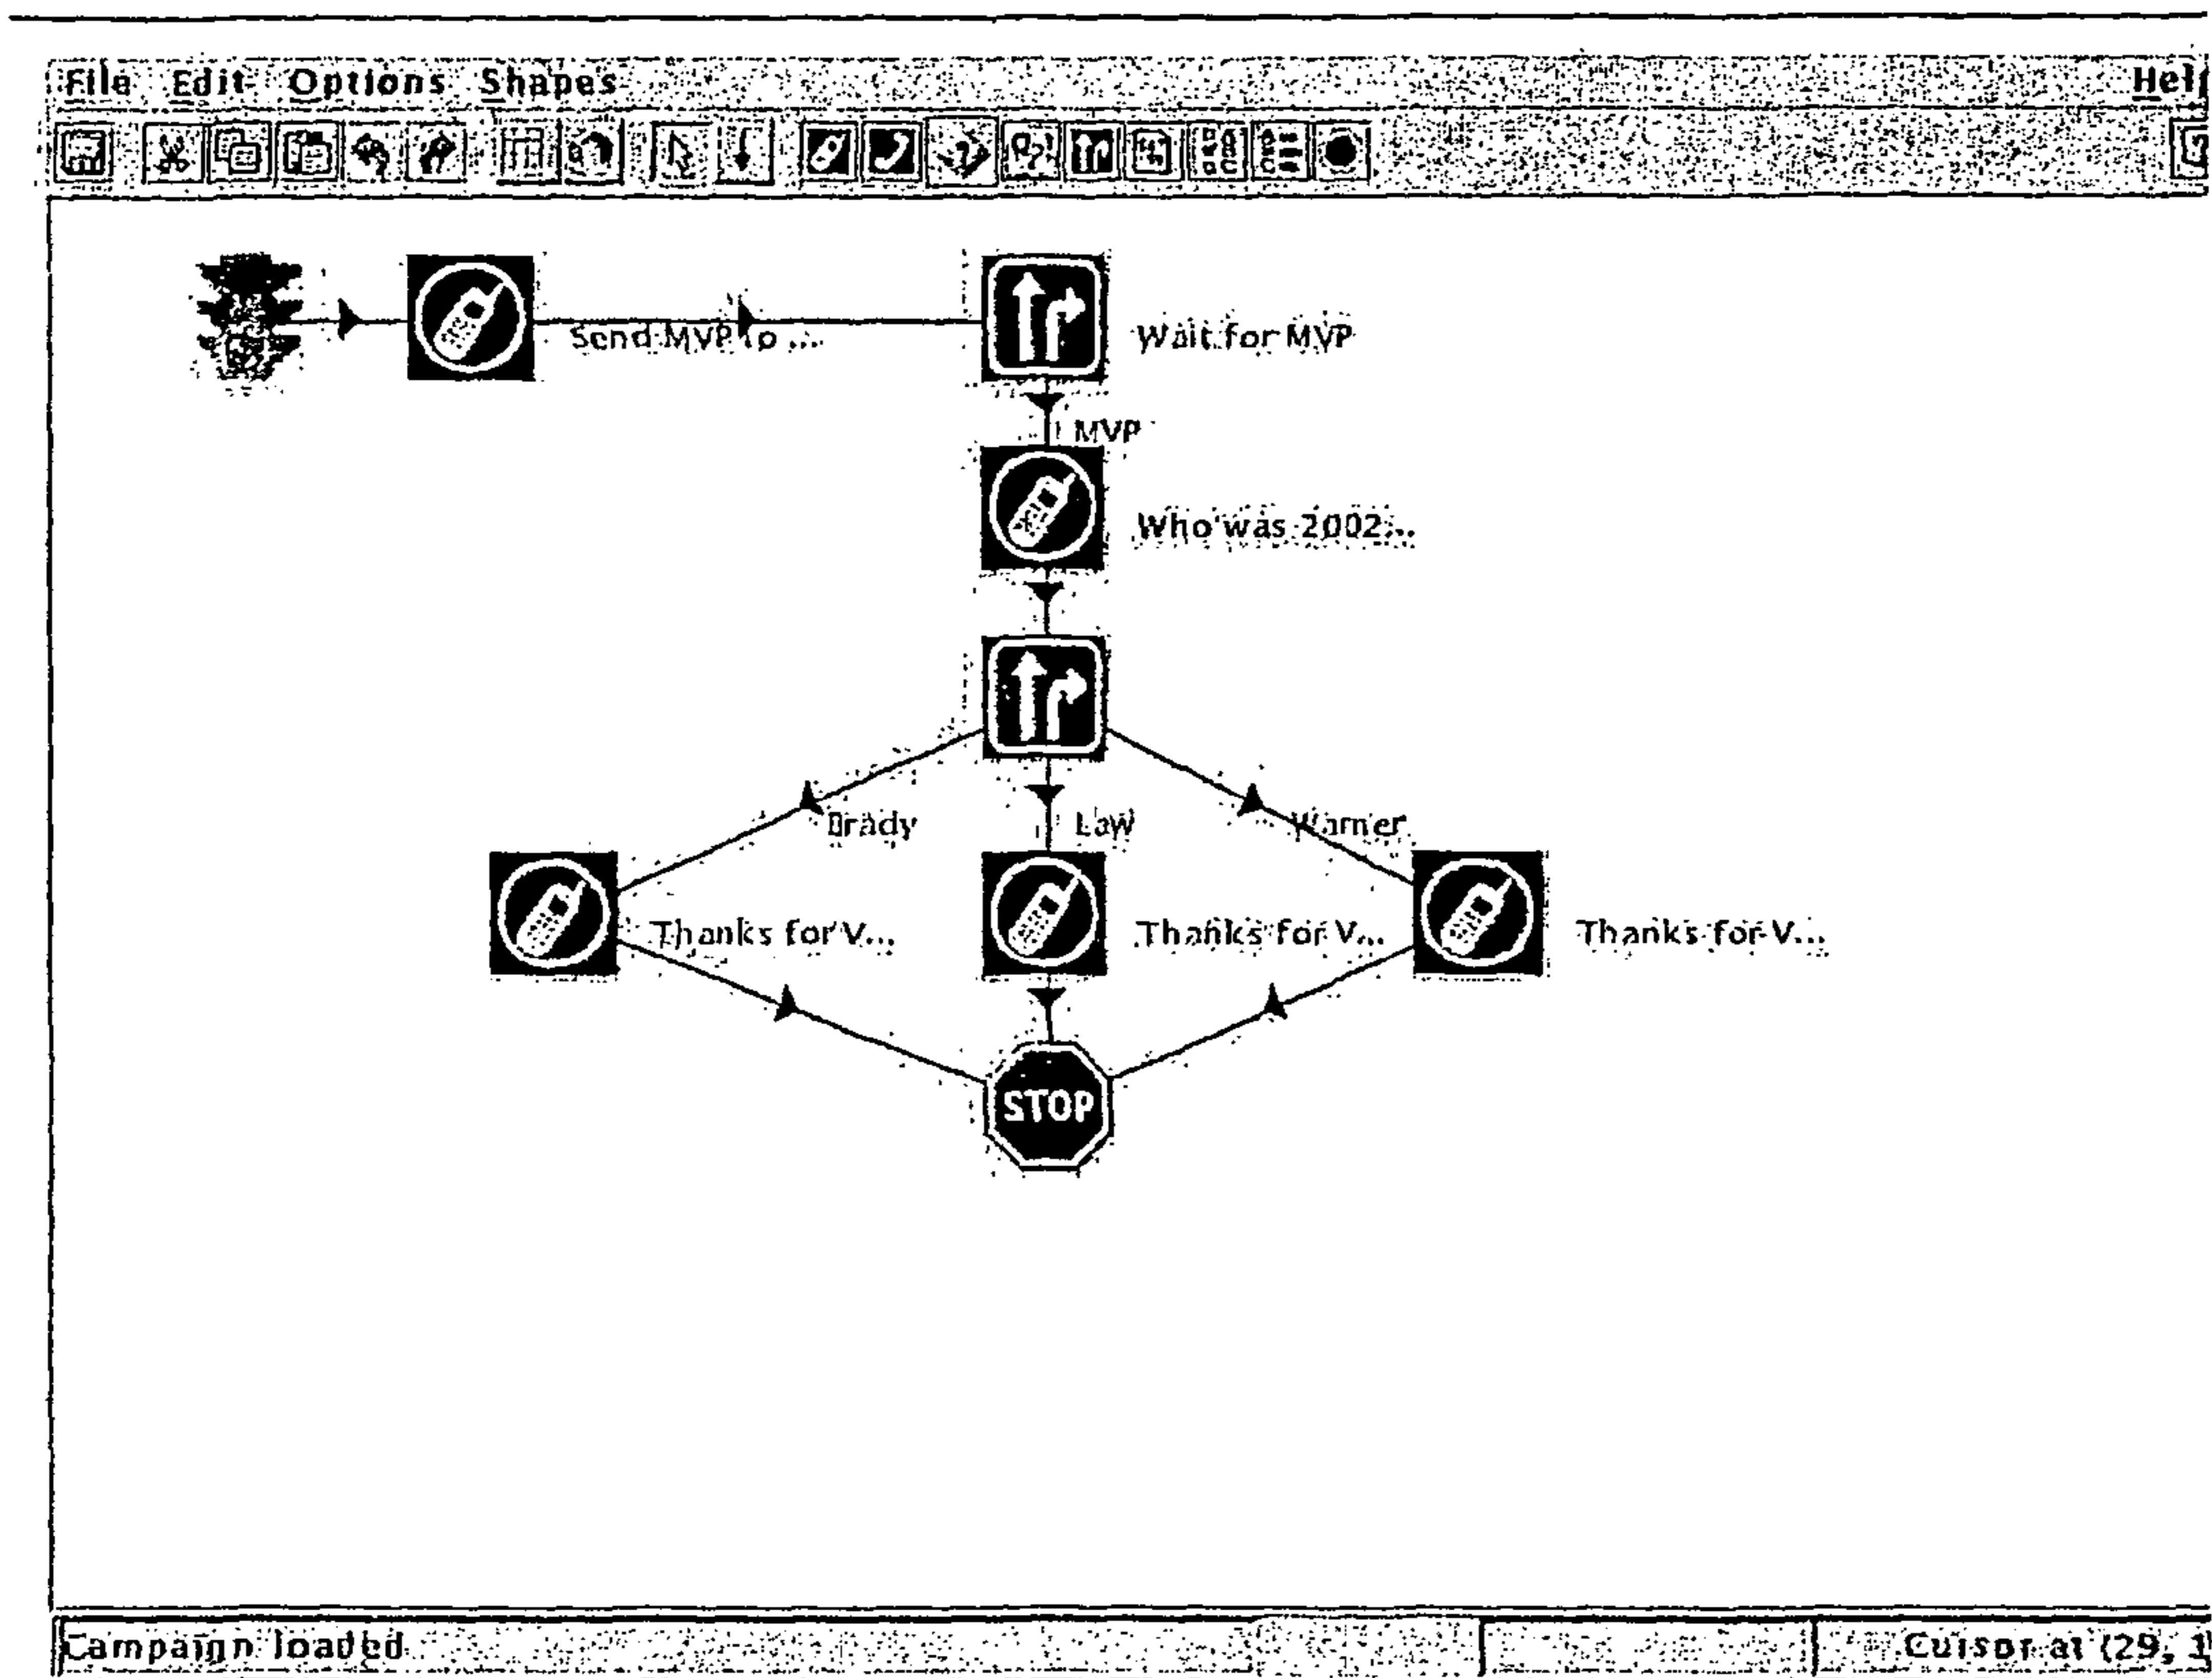 File Edit Options Shapes
Send MVP to ...
Wait for MVP
MVP
Who was 2002...
Brady
Law
Warner
Thanks for V...
Thanks for V...
Thanks for V...
STOP
Campaign loaded
Cursor at (29,